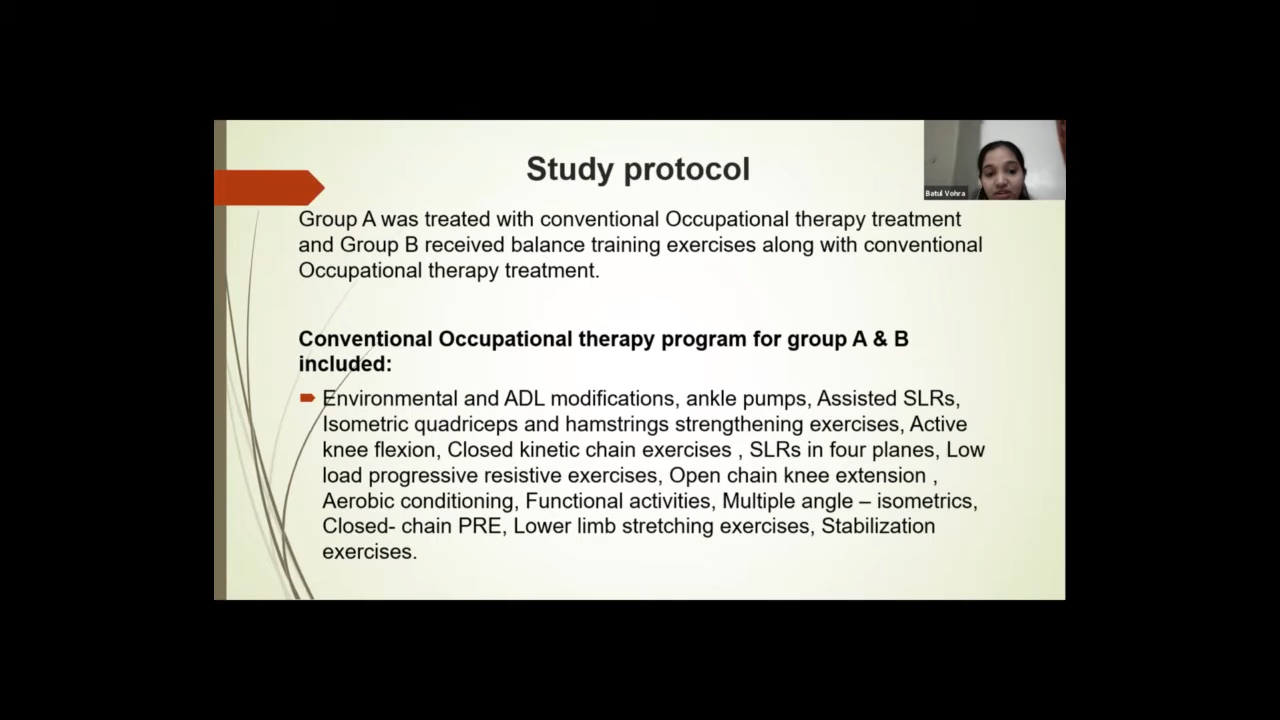 Study protocol
Batul Vohra
Group A was treated with conventional Occupational therapy treatment
and Group B received balance training exercises along with conventional
Occupational therapy treatment.
Conventional Occupational therapy program for group A & B
included:
Environmental and ADL modifications, ankle pumps, Assisted SLRs,
Isometric quadriceps and hamstrings strengthening exercises, Active
knee flexion, Closed kinetic chain exercises , SLRs in four planes, Low
load progressive resistive exercises, Open chain knee extension ,
Aerobic conditioning, Functional activities, Multiple angle – isometrics,
Closed- chain PRE, Lower limb stretching exercises, Stabilization
exercises.